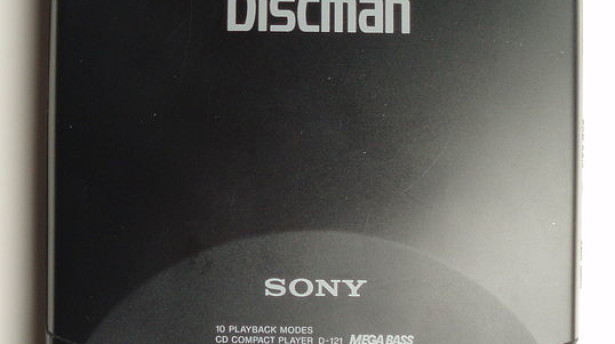 Discman
SONY
10 PLAYBACK MODES
CD COMPACT PLAYER D-121 MEGA BASS